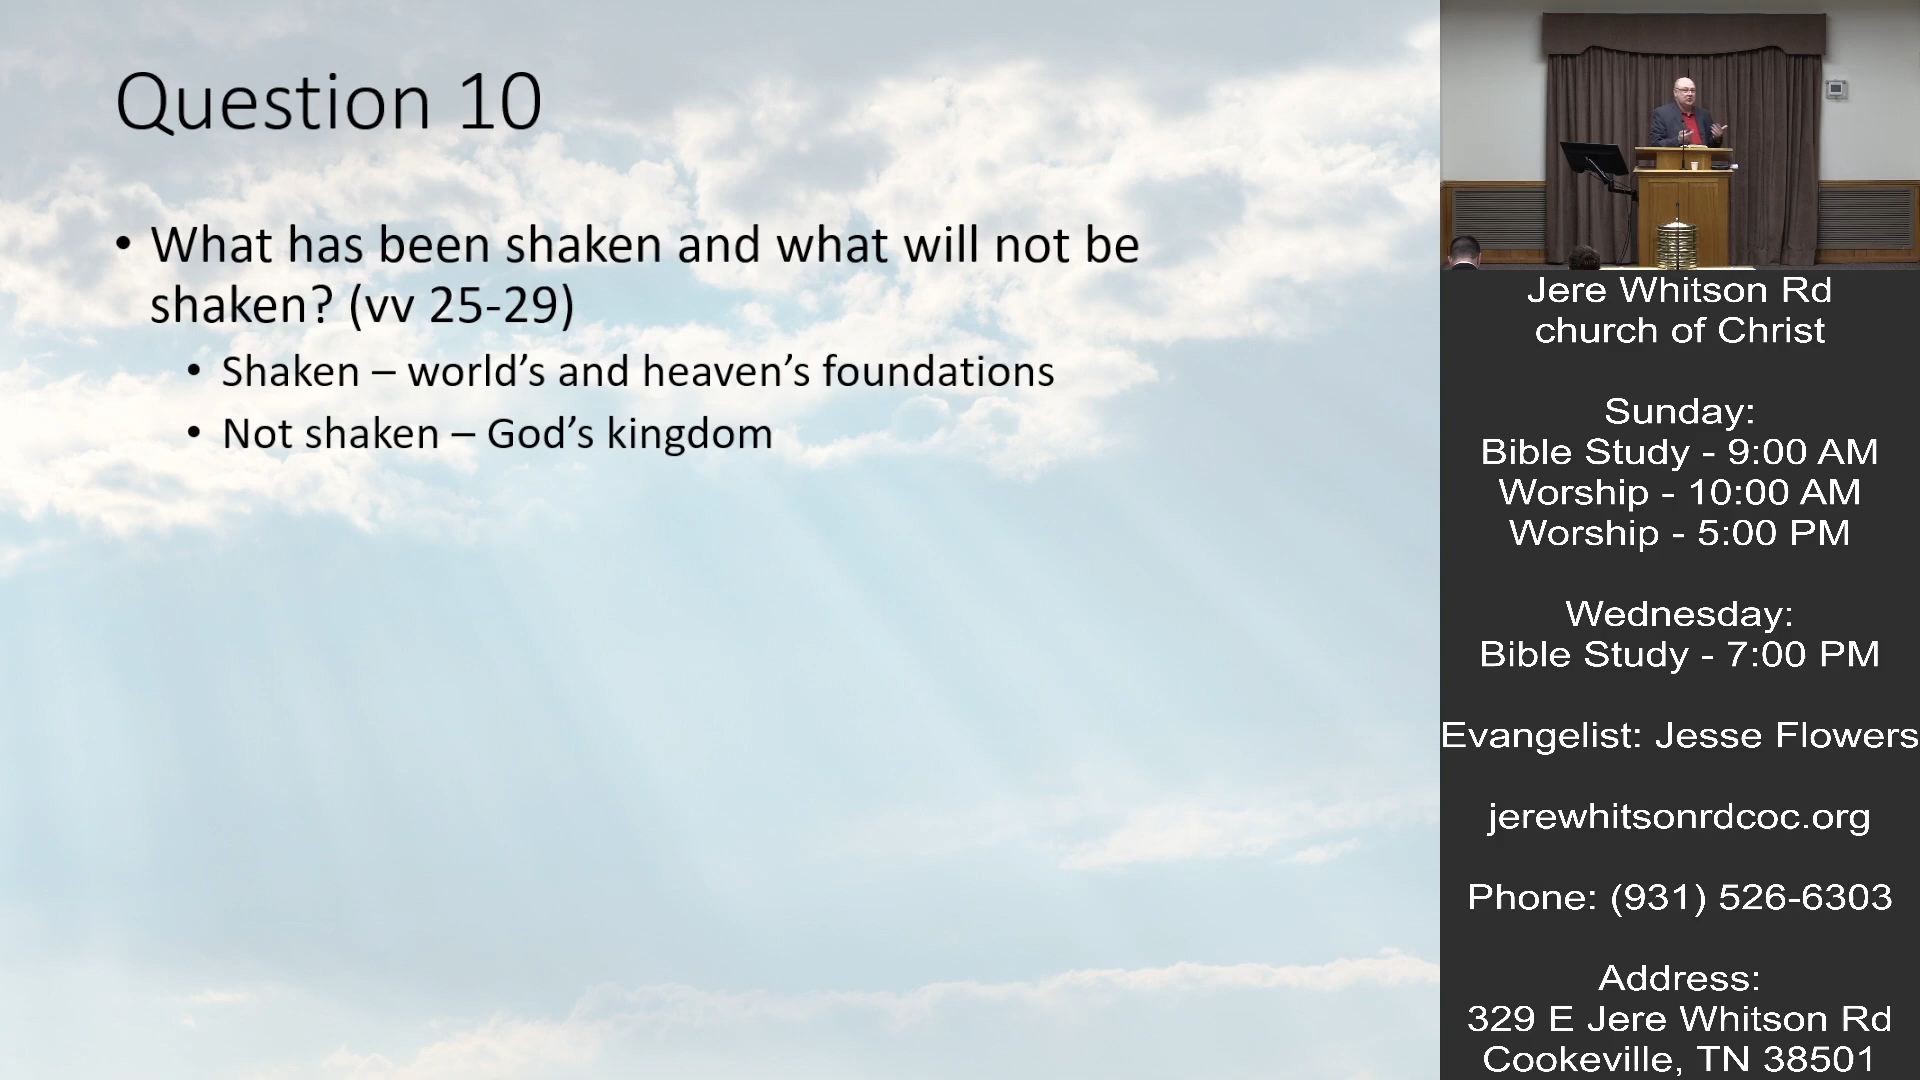 Question 10
• What has been shaken and what will not be
shaken? (vv 25-29)
• Shaken – world’s and heaven’s foundations
• Not shaken – God’s kingdom
Jere Whitson Rd
church of Christ
Sunday:
Bible Study - 9:00 AM
Worship - 10:00 AM
Worship - 5:00 PM
Wednesday:
Bible Study - 7:00 PM
Evangelist: Jesse Flowers
jerewhitsonrdcoc.org
Phone: (931) 526-6303
Address:
329 E Jere Whitson Rd
Cookeville, TN 38501